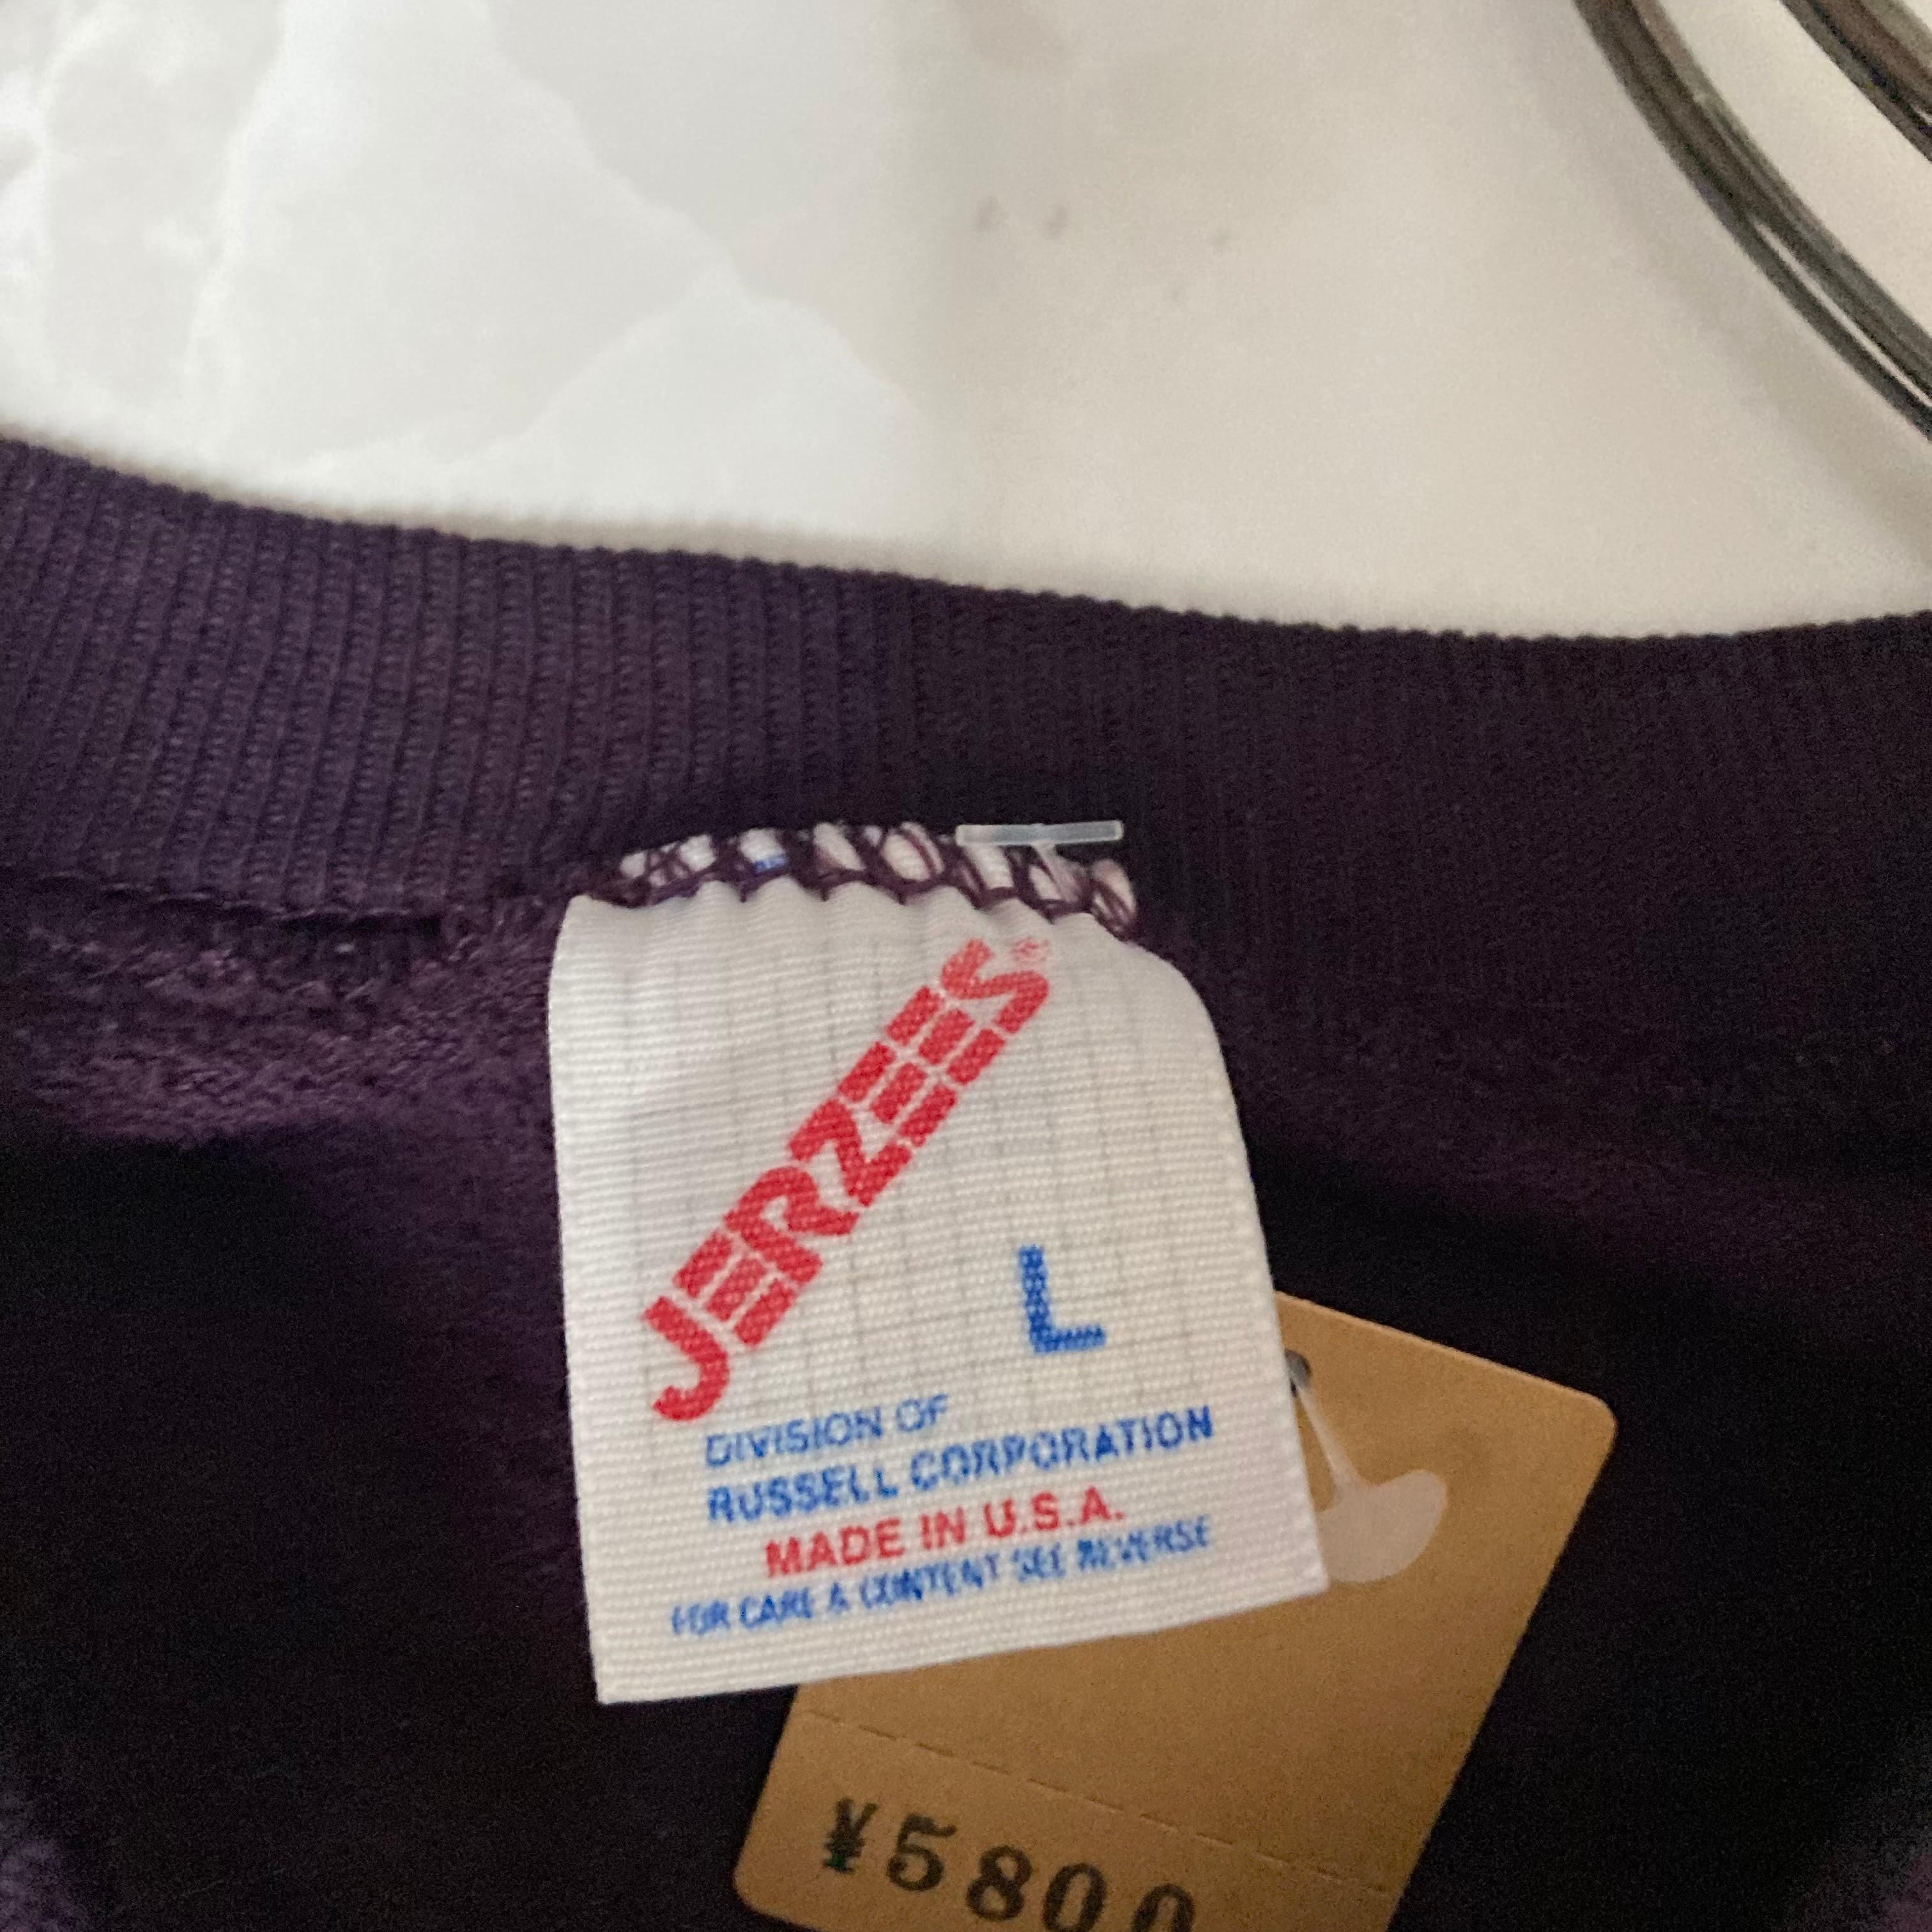 JERZEES®
L
DIVISION OF
RUSSELL CORPORATION
MADE IN U.S.A.
FOR CARE & CONTENT SEE REVERSE
¥5800